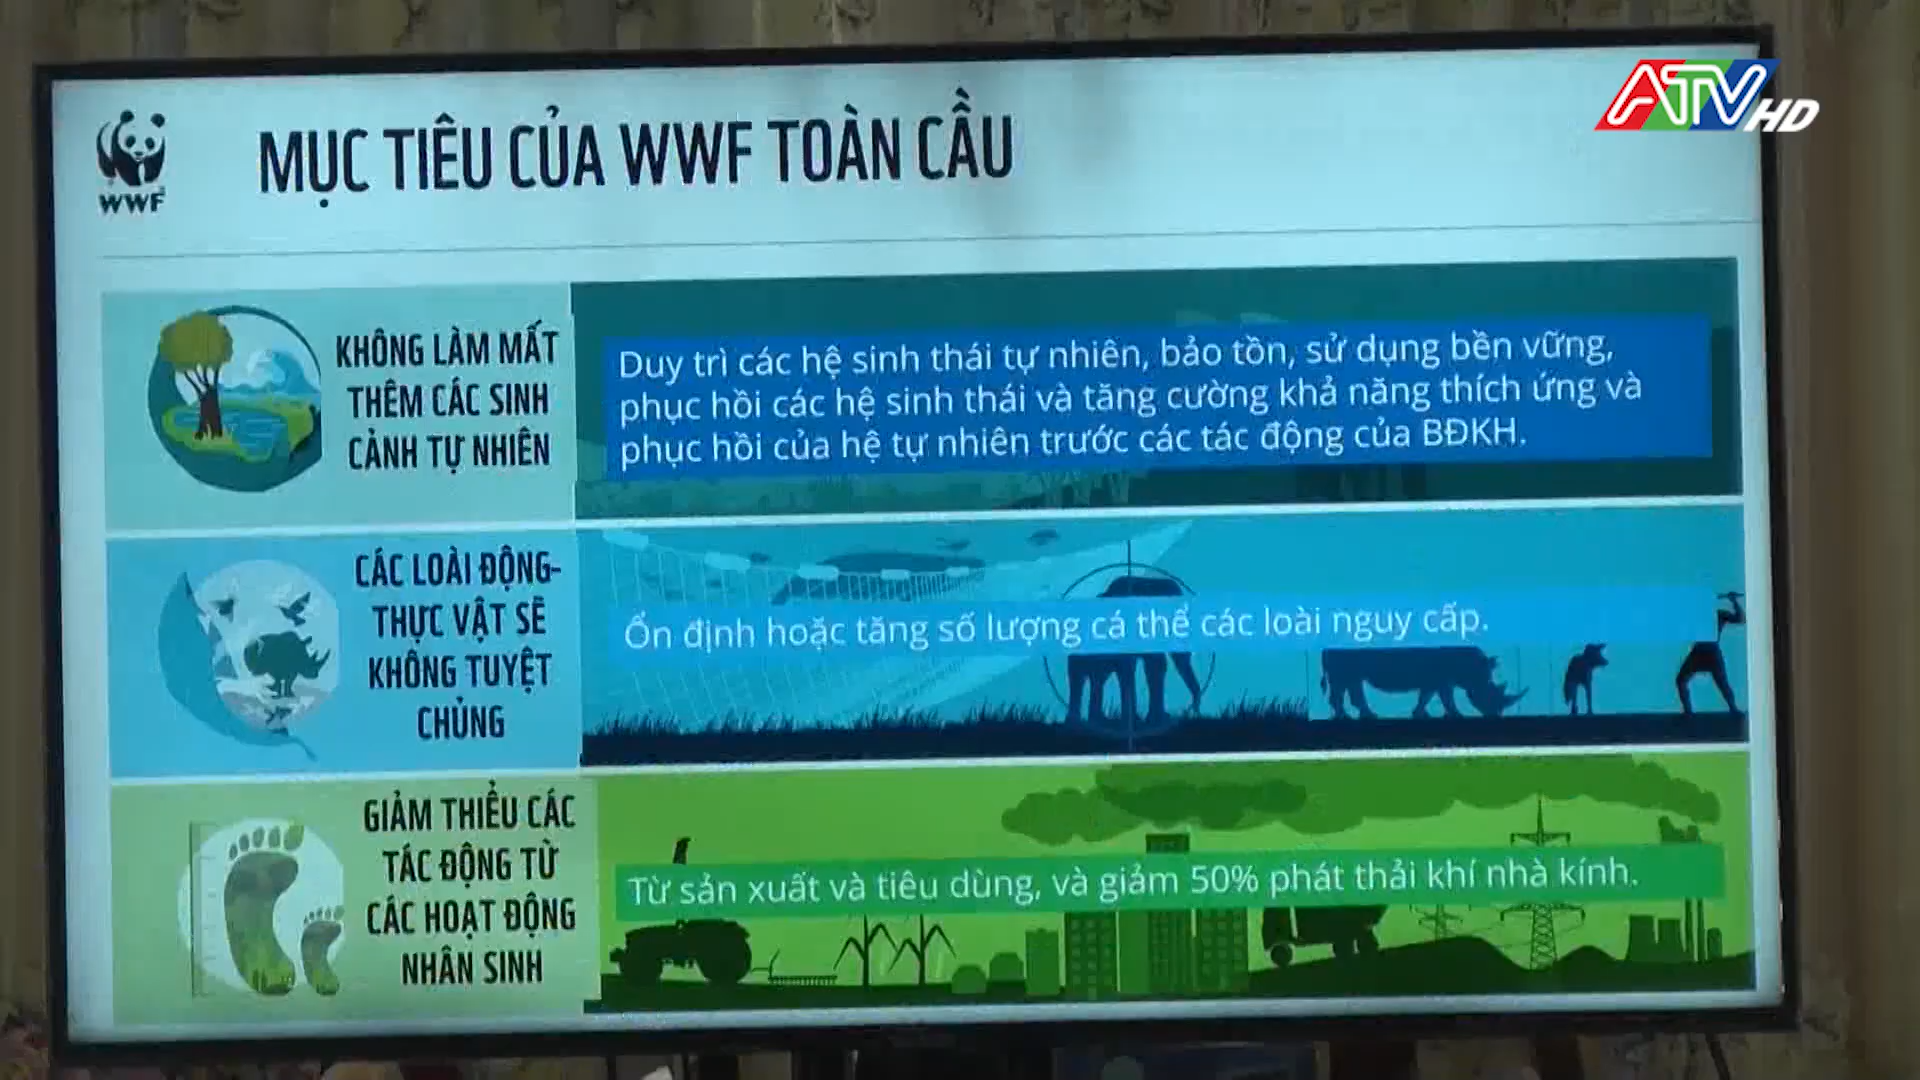 ATV HD
WWF
MỤC TIÊU CỦA WWF TOÀN CẦU
KHÔNG LÀM MẤT
THÊM CÁC SINH
CẢNH TỰ NHIÊN
Duy trì các hệ sinh thái tự nhiên, bảo tồn, sử dụng bền vững,
phục hồi các hệ sinh thái và tăng cường khả năng thích ứng và
phục hồi của hệ tự nhiên trước các tác động của BĐKH.
CÁC LOÀI ĐỘNG-
THỰC VẬT SẼ
KHÔNG TUYỆT
CHỦNG
Ổn định hoặc tăng số lượng cá thể các loài nguy cấp.
GIẢM THIỂU CÁC
TÁC ĐỘNG TỪ
CÁC HOẠT ĐỘNG
NHÂN SINH
Từ sản xuất và tiêu dùng, và giảm 50% phát thải khí nhà kính.